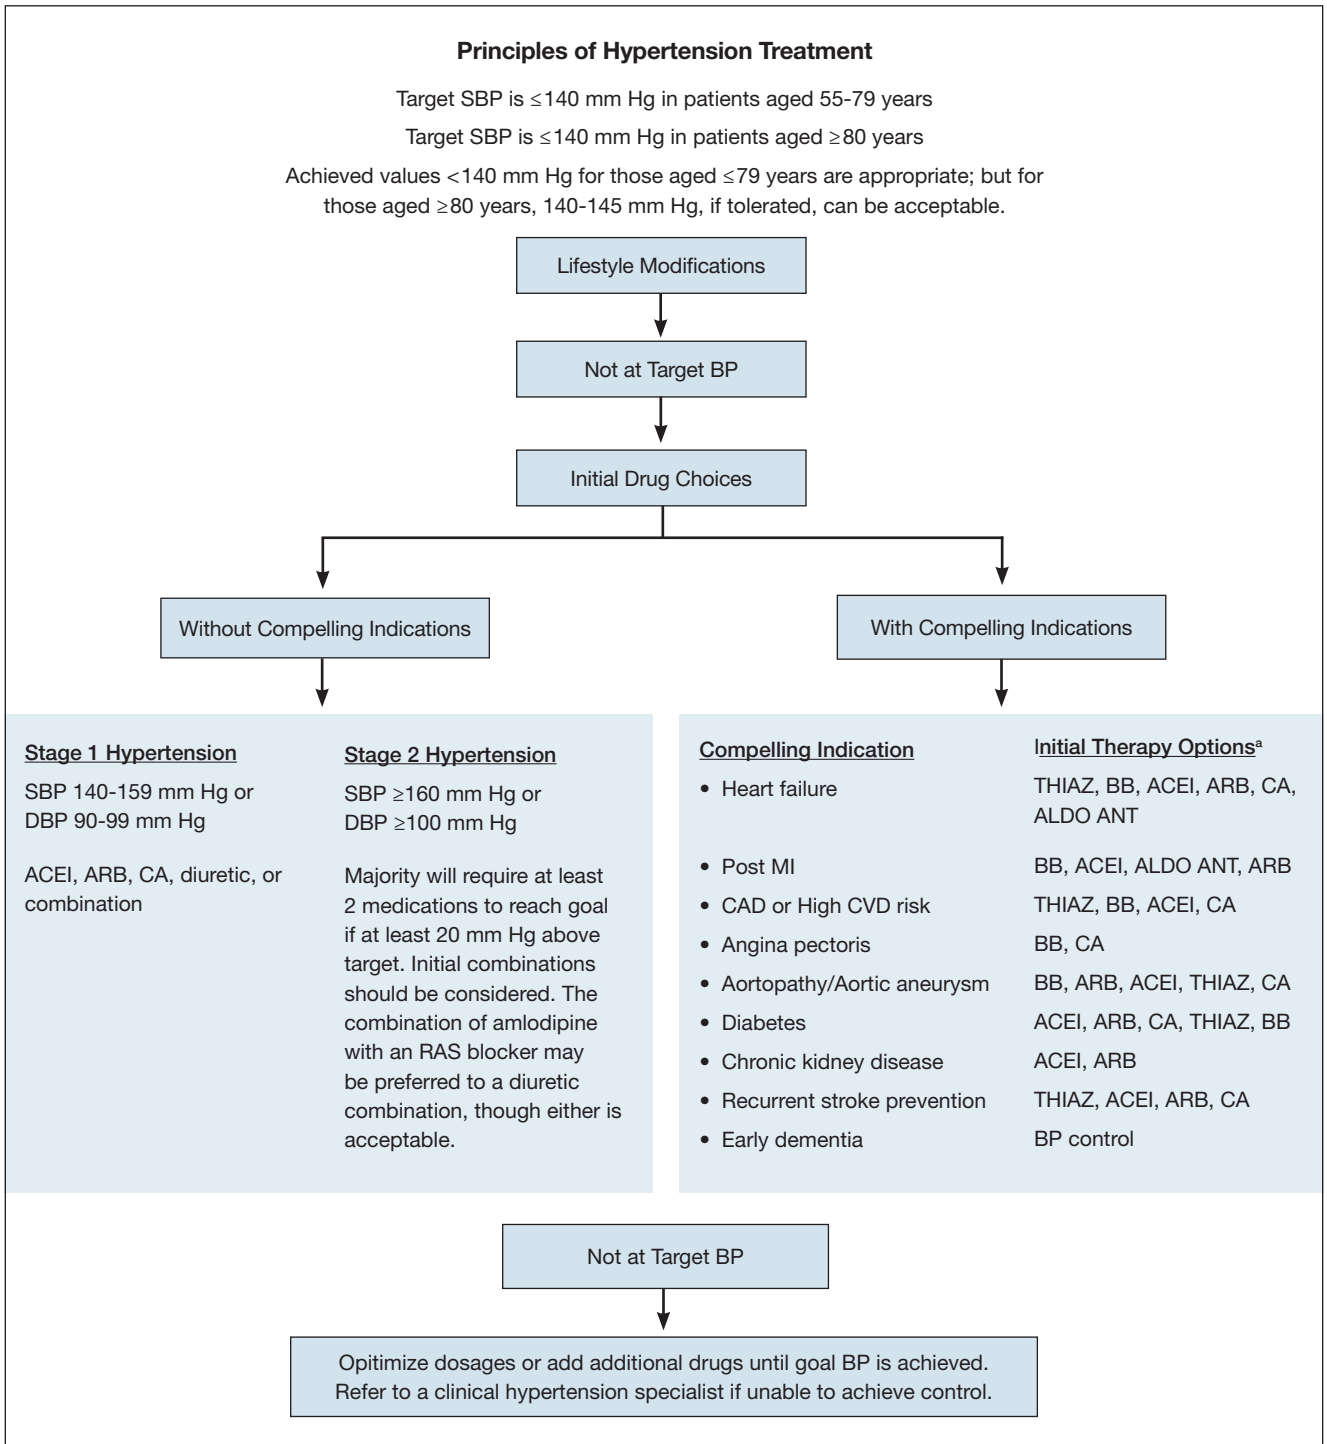 Principles of Hypertension Treatment
Target SBP is ≤140 mm Hg in patients aged 55-79 years
Target SBP is ≤140 mm Hg in patients aged ≥80 years
Achieved values <140 mm Hg for those aged ≤79 years are appropriate; but for
those aged ≥80 years, 140-145 mm Hg, if tolerated, can be acceptable.
Lifestyle Modifications
Not at Target BP
Initial Drug Choices
Without Compelling Indications
Stage 1 Hypertension
SBP 140-159 mm Hg or
DBP 90-99 mm Hg
ACEI, ARB, CA, diuretic, or
combination
Stage 2 Hypertension
SBP ≥160 mm Hg or
DBP ≥100 mm Hg
Majority will require at least
2 medications to reach goal
if at least 20 mm Hg above
target. Initial combinations
should be considered. The
combination of amlodipine
with an RAS blocker may
be preferred to a diuretic
combination, though either is
acceptable.
With Compelling Indications
Compelling Indication Initial Therapy Optionsᵃ
• Heart failure THIAZ, BB, ACEI, ARB, CA,
ALDO ANT
• Post MI BB, ACEI, ALDO ANT, ARB
• CAD or High CVD risk THIAZ, BB, ACEI, CA
• Angina pectoris BB, CA
• Aortopathy/Aortic aneurysm BB, ARB, ACEI, THIAZ, CA
• Diabetes ACEI, ARB, CA, THIAZ, BB
• Chronic kidney disease ACEI, ARB
• Recurrent stroke prevention THIAZ, ACEI, ARB, CA
• Early dementia BP control
Not at Target BP
Opitimize dosages or add additional drugs until goal BP is achieved.
Refer to a clinical hypertension specialist if unable to achieve control.